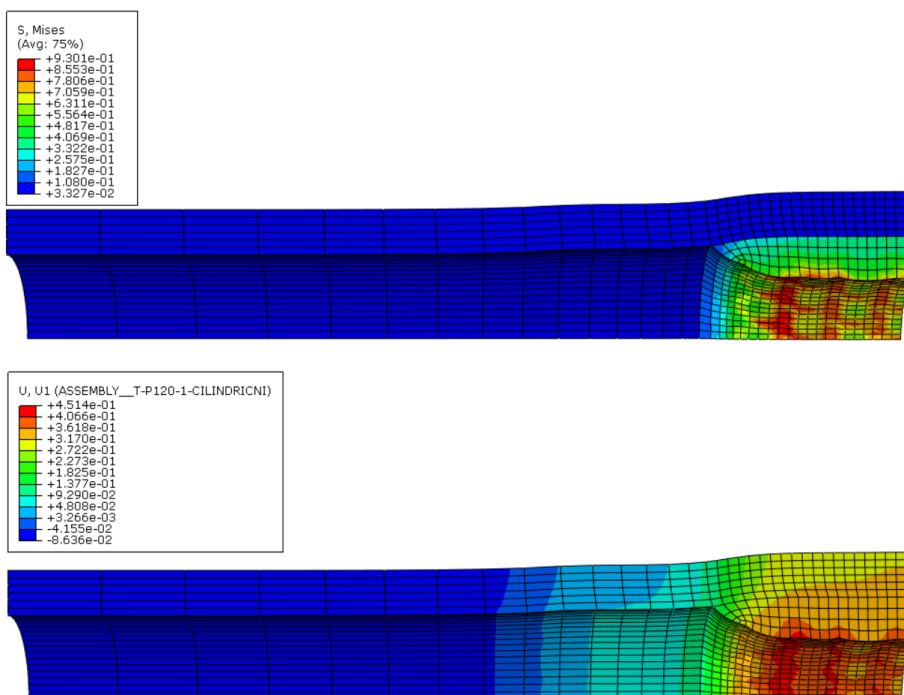 S, Mises
(Avg: 75%)
+9.301e-01
+8.553e-01
+7.806e-01
+7.059e-01
+6.311e-01
+5.564e-01
+4.817e-01
+4.069e-01
+3.322e-01
+2.575e-01
+1.827e-01
+1.080e-01
+3.327e-02
U, U1 (ASSEMBLY__T-P120-1-CILINDRICNI)
+4.514e-01
+4.066e-01
+3.618e-01
+3.170e-01
+2.722e-01
+2.273e-01
+1.825e-01
+1.377e-01
+9.290e-02
+4.808e-02
+3.266e-03
-4.155e-02
-8.636e-02